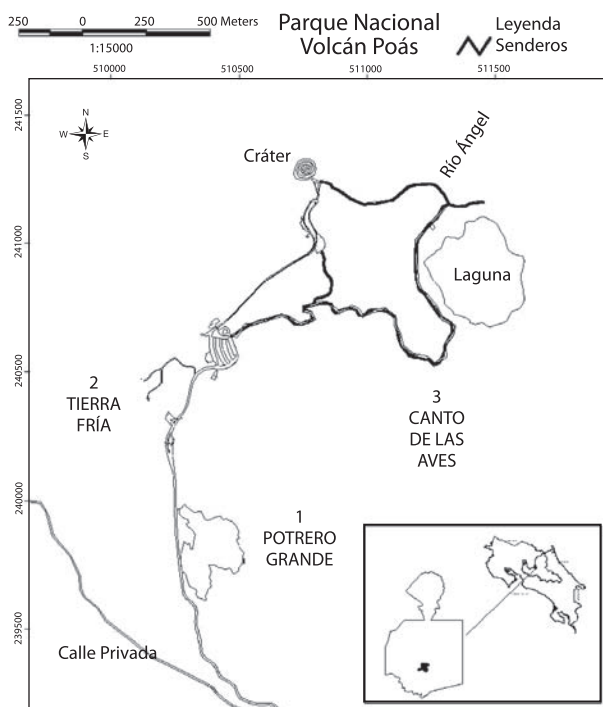 250 0 250 500 Meters
1:15000
Parque Nacional
Volcán Poás
Leyenda
Senderos
510000 510500 511000 511500
241500
N
W E
S
Cráter
Río Ángel
241000
Laguna
240500
2
TIERRA
FRÍA
3
CANTO
DE LAS
AVES
240000
1
POTRERO
GRANDE
239500
Calle Privada